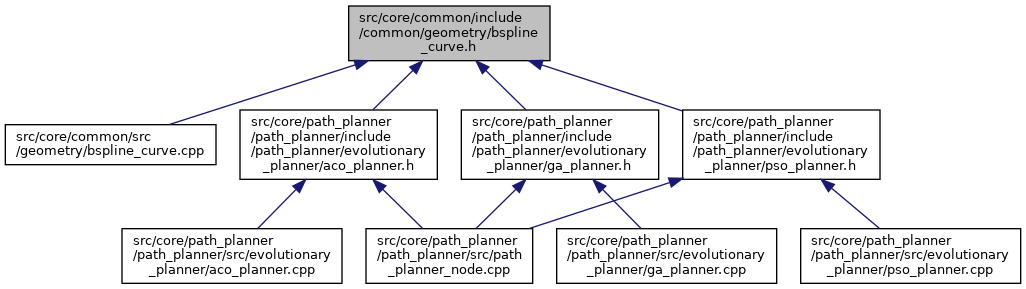 src/core/common/include
/common/geometry/bspline
_curve.h
src/core/common/src
/geometry/bspline_curve.cpp
src/core/path_planner
/path_planner/include
/path_planner/evolutionary
_planner/aco_planner.h
src/core/path_planner
/path_planner/include
/path_planner/evolutionary
_planner/ga_planner.h
src/core/path_planner
/path_planner/include
/path_planner/evolutionary
_planner/pso_planner.h
src/core/path_planner
/path_planner/src/evolutionary
_planner/aco_planner.cpp
src/core/path_planner
/path_planner/src/path
_planner_node.cpp
src/core/path_planner
/path_planner/src/evolutionary
_planner/ga_planner.cpp
src/core/path_planner
/path_planner/src/evolutionary
_planner/pso_planner.cpp